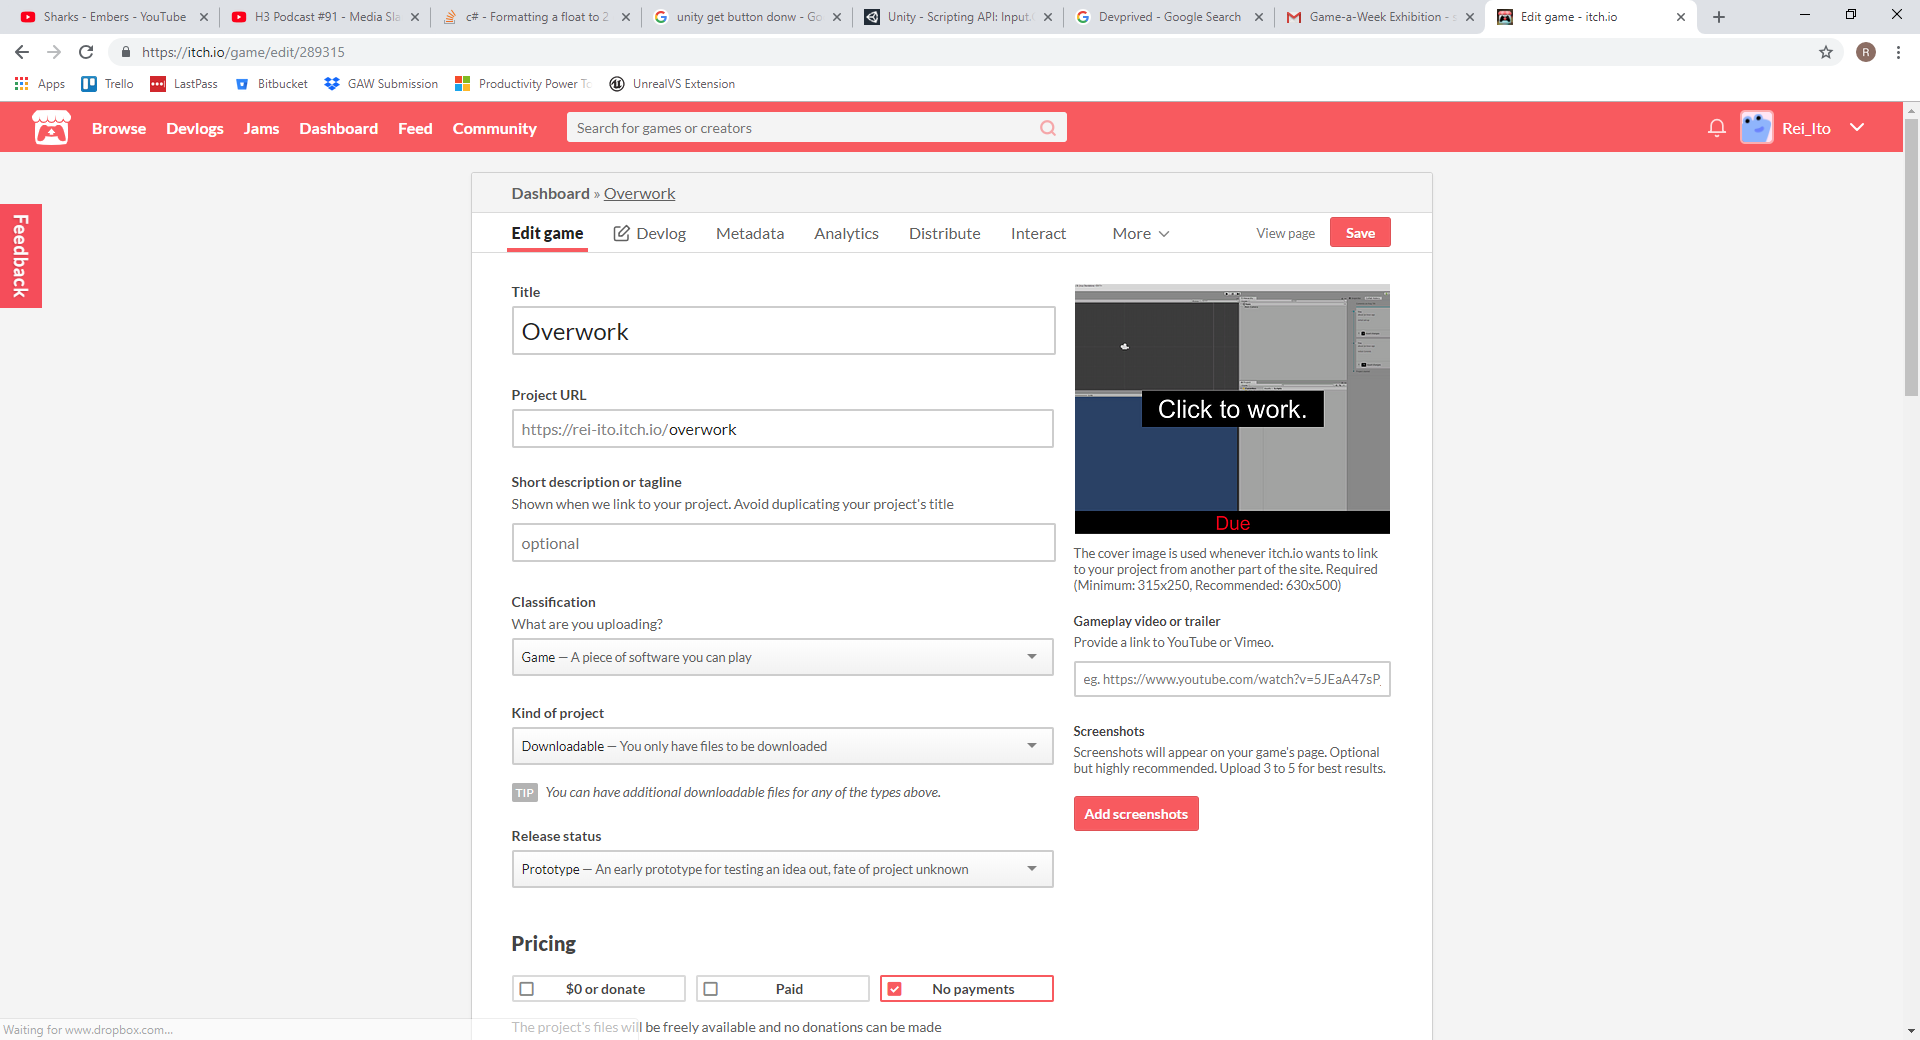 Sharks - Embers - YouTube
H3 Podcast #91 - Media Sla
c# - Formatting a float to 2
unity get button donw - Go
Unity - Scripting API: Input.
Devprived - Google Search
Game-a-Week Exhibition -
Edit game - itch.io
https://itch.io/game/edit/289315
R
Apps
Trello
LastPass
Bitbucket
GAW Submission
Productivity Power To
UnrealVS Extension
Browse
Devlogs
Jams
Dashboard
Feed
Community
Search for games or creators
Rei_Ito
Feedback
Dashboard » Overwork
Edit game
Devlog
Metadata
Analytics
Distribute
Interact
More
View page
Save
Title
Overwork
Project URL
https://rei-ito.itch.io/overwork
Short description or tagline
Shown when we link to your project. Avoid duplicating your project's title
optional
Classification
What are you uploading?
Game — A piece of software you can play
Kind of project
Downloadable — You only have files to be downloaded
TIP You can have additional downloadable files for any of the types above.
Release status
Prototype — An early prototype for testing an idea out, fate of project unknown
Pricing
$0 or donate
Paid
No payments
The project's files will be freely available and no donations can be made
Click to work.
Due
The cover image is used whenever itch.io wants to link
to your project from another part of the site. Required
(Minimum: 315x250, Recommended: 630x500)
Gameplay video or trailer
Provide a link to YouTube or Vimeo.
eg. https://www.youtube.com/watch?v=5JEaA47sP
Screenshots
Screenshots will appear on your game's page. Optional
but highly recommended. Upload 3 to 5 for best results.
Add screenshots
Waiting for www.dropbox.com...